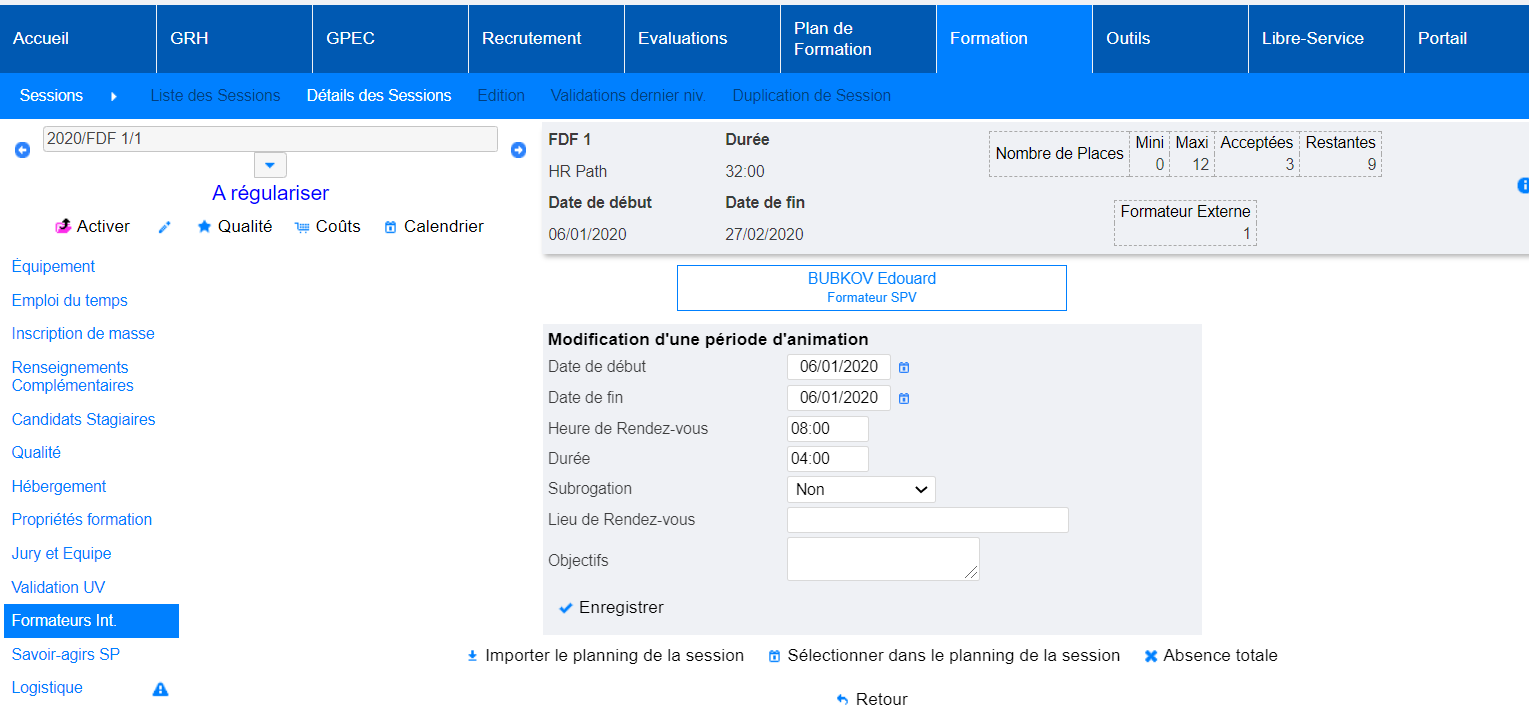 Accueil
GRH
GPEC
Recrutement
Evaluations
Plan de
Formation
Formation
Outils
Libre-Service
Portail
Sessions
Liste des Sessions
Détails des Sessions
Edition
Validations dernier niv.
Duplication de Session
2020/FDF 1/1
A régulariser
Activer
Qualité
Coûts
Calendrier
FDF 1
Durée
HR Path
32:00
Date de début
Date de fin
06/01/2020
27/02/2020
Nombre de Places
Mini
Maxi
Acceptées
Restantes
0
12
3
9
Formateur Externe
1
Équipement
Emploi du temps
Inscription de masse
Renseignements
Complémentaires
Candidats Stagiaires
Qualité
Hébergement
Propriétés formation
Jury et Equipe
Validation UV
Formateurs Int.
Savoir-agirs SP
Logistique
BUBKOV Edouard
Formateur SPV
Modification d'une période d'animation
Date de début
06/01/2020
Date de fin
06/01/2020
Heure de Rendez-vous
08:00
Durée
04:00
Subrogation
Non
Lieu de Rendez-vous
Objectifs
Enregistrer
Importer le planning de la session
Sélectionner dans le planning de la session
Absence totale
Retour